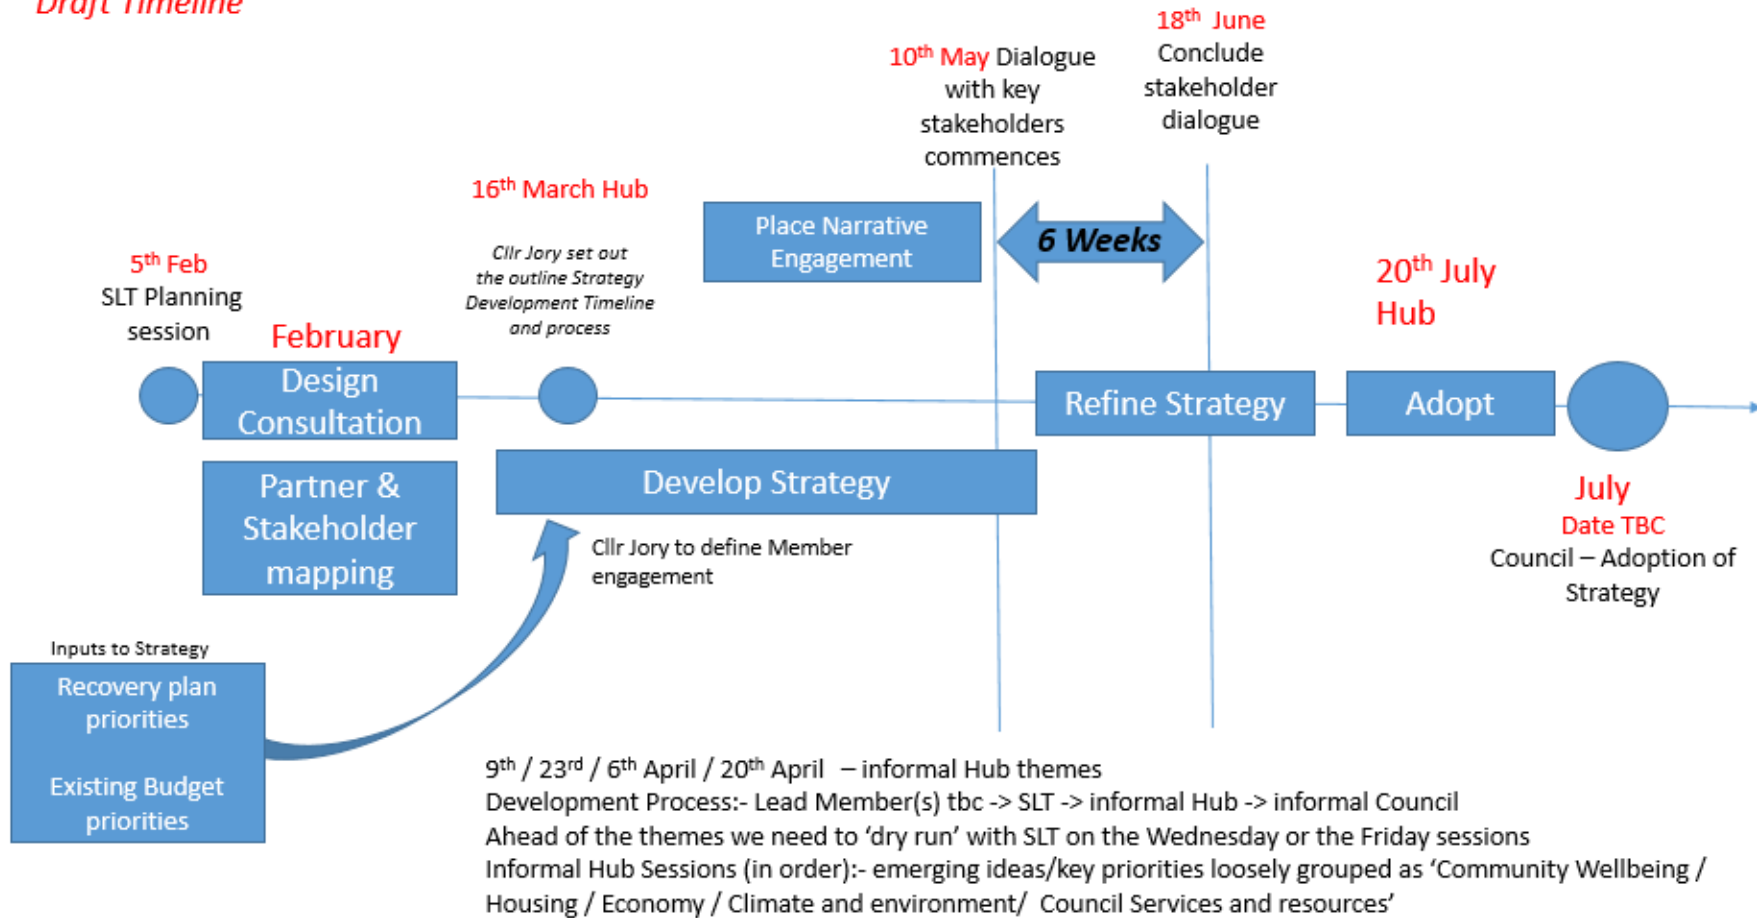 Draft Timeline
18th June
Conclude
stakeholder
dialogue
10th May Dialogue
with key
stakeholders
commences
16th March Hub
Cllr Jory set out
the outline Strategy
Development Timeline
and process
Place Narrative
Engagement
6 Weeks
5th Feb
SLT Planning
session
February
20th July
Hub
Design
Consultation
Refine Strategy
Adopt
Partner &
Stakeholder
mapping
Develop Strategy
July
Date TBC
Council – Adoption of
Strategy
Cllr Jory to define Member
engagement
Inputs to Strategy
Recovery plan
priorities
Existing Budget
priorities
9th / 23rd / 6th April / 20th April – informal Hub themes
Development Process:- Lead Member(s) tbc -> SLT -> informal Hub -> informal Council
Ahead of the themes we need to ‘dry run’ with SLT on the Wednesday or the Friday sessions
Informal Hub Sessions (in order):- emerging ideas/key priorities loosely grouped as ‘Community Wellbeing /
Housing / Economy / Climate and environment/ Council Services and resources’